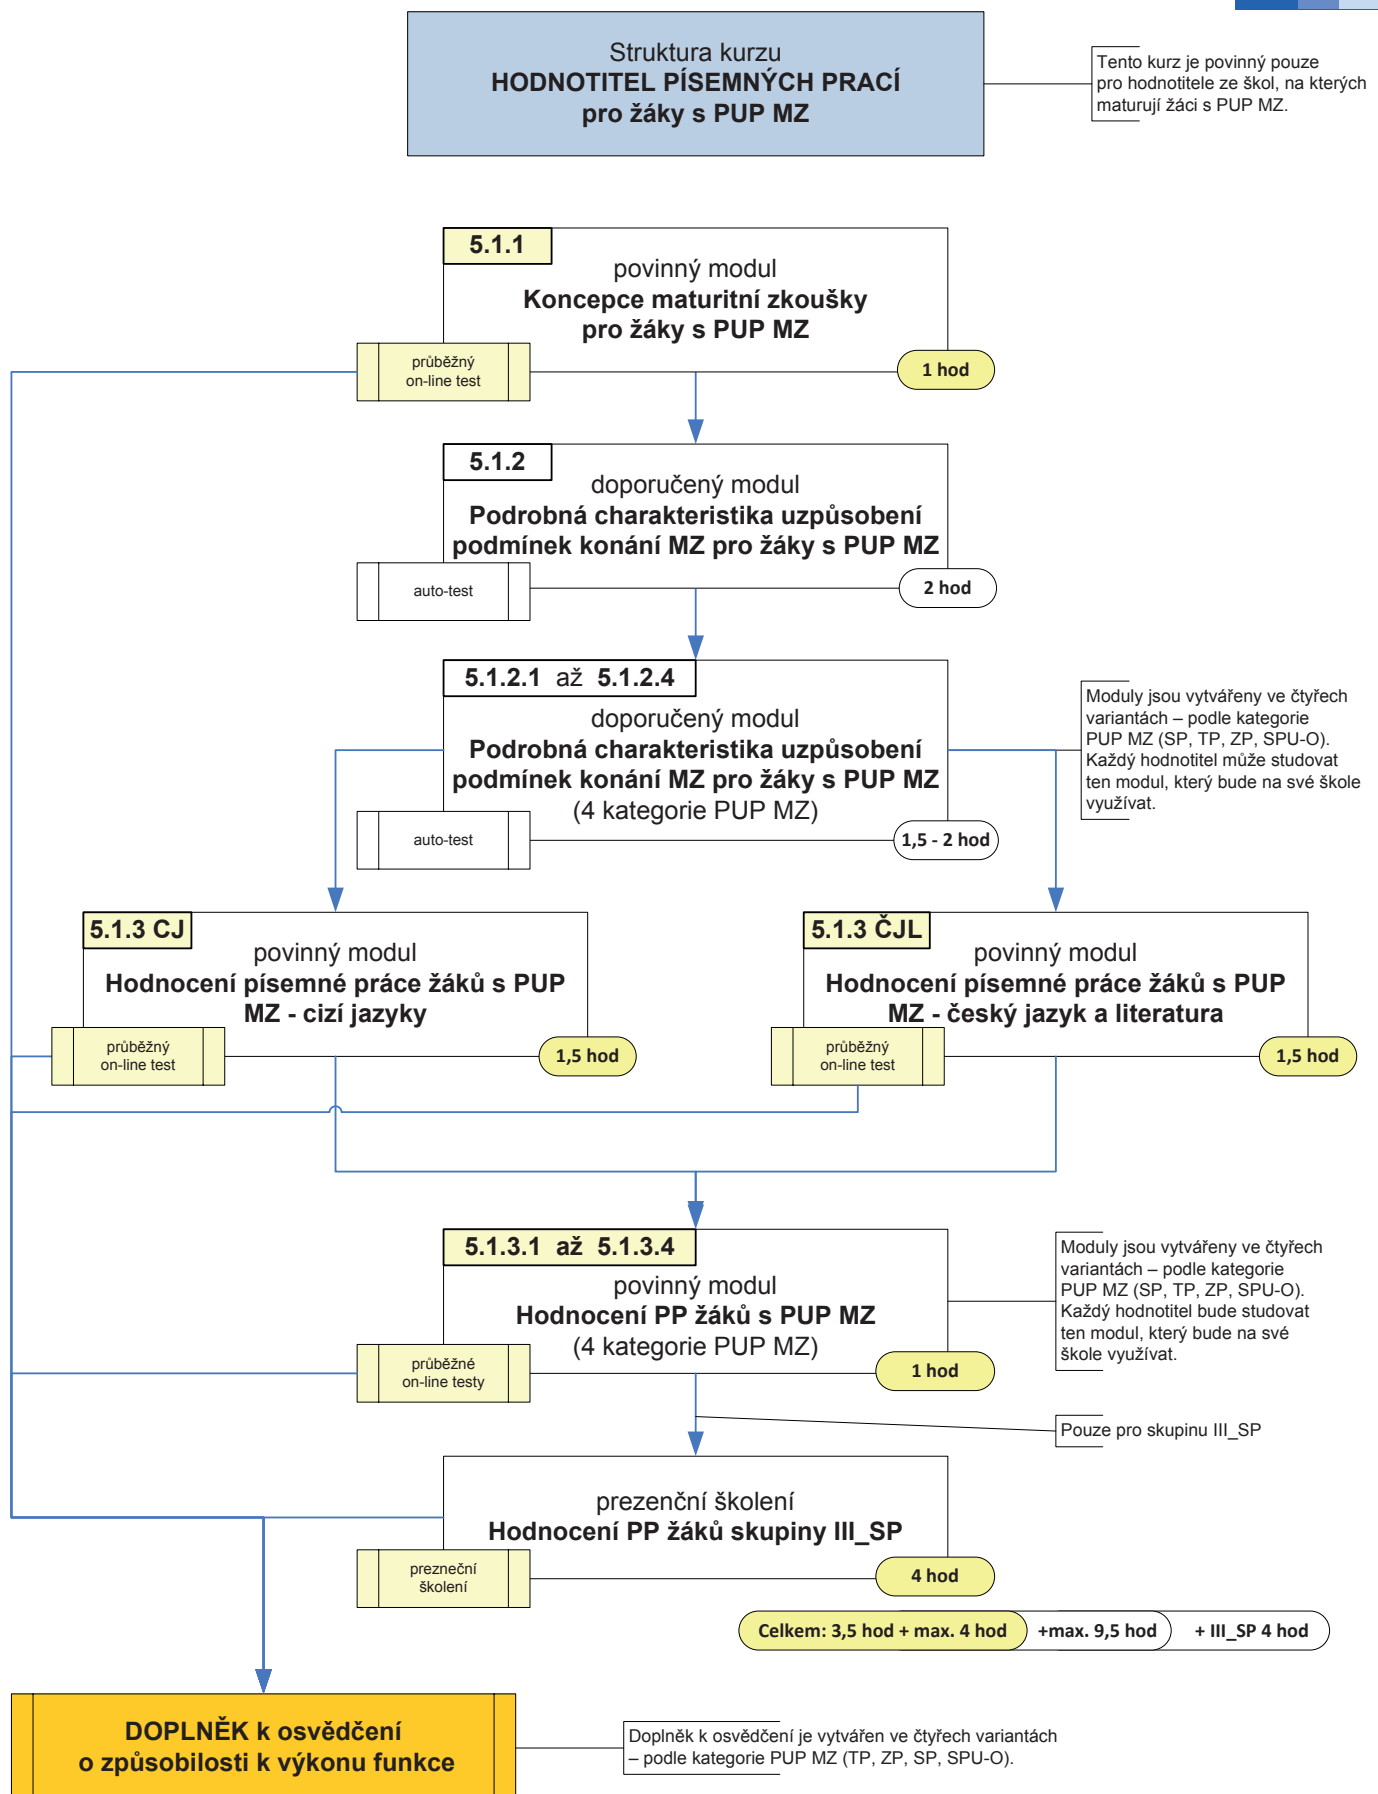 Struktura kurzu
HODNOTITEL PÍSEMNÝCH PRACÍ
pro žáky s PUP MZ
Tento kurz je povinný pouze
pro hodnotitele ze škol, na kterých
maturují žáci s PUP MZ.
5.1.1
povinný modul
Koncepce maturitní zkoušky
pro žáky s PUP MZ
průběžný
on-line test
1 hod
5.1.2
doporučený modul
Podrobná charakteristika uzpůsobení
podmínek konání MZ pro žáky s PUP MZ
auto-test
2 hod
5.1.2.1 až 5.1.2.4
doporučený modul
Podrobná charakteristika uzpůsobení
podmínek konání MZ pro žáky s PUP MZ
(4 kategorie PUP MZ)
auto-test
1,5 - 2 hod
Moduly jsou vytvářeny ve čtyřech
variantách – podle kategorie
PUP MZ (SP, TP, ZP, SPU-O).
Každý hodnotitel může studovat
ten modul, který bude na své škole
využívat.
5.1.3 CJ
povinný modul
Hodnocení písemné práce žáků s PUP
MZ - cizí jazyky
průběžný
on-line test
1,5 hod
5.1.3 ČJL
povinný modul
Hodnocení písemné práce žáků s PUP
MZ - český jazyk a literatura
průběžný
on-line test
1,5 hod
5.1.3.1 až 5.1.3.4
povinný modul
Hodnocení PP žáků s PUP MZ
(4 kategorie PUP MZ)
průběžné
on-line testy
1 hod
Moduly jsou vytvářeny ve čtyřech
variantách – podle kategorie
PUP MZ (SP, TP, ZP, SPU-O).
Každý hodnotitel bude studovat
ten modul, který bude na své
škole využívat.
Pouze pro skupinu III_SP
prezenční školení
Hodnocení PP žáků skupiny III_SP
prezneční
školení
4 hod
Celkem: 3,5 hod + max. 4 hod +max. 9,5 hod + III_SP 4 hod
DOPLNĚK k osvědčení
o způsobilosti k výkonu funkce
Doplněk k osvědčení je vytvářen ve čtyřech variantách
– podle kategorie PUP MZ (TP, ZP, SP, SPU-O).